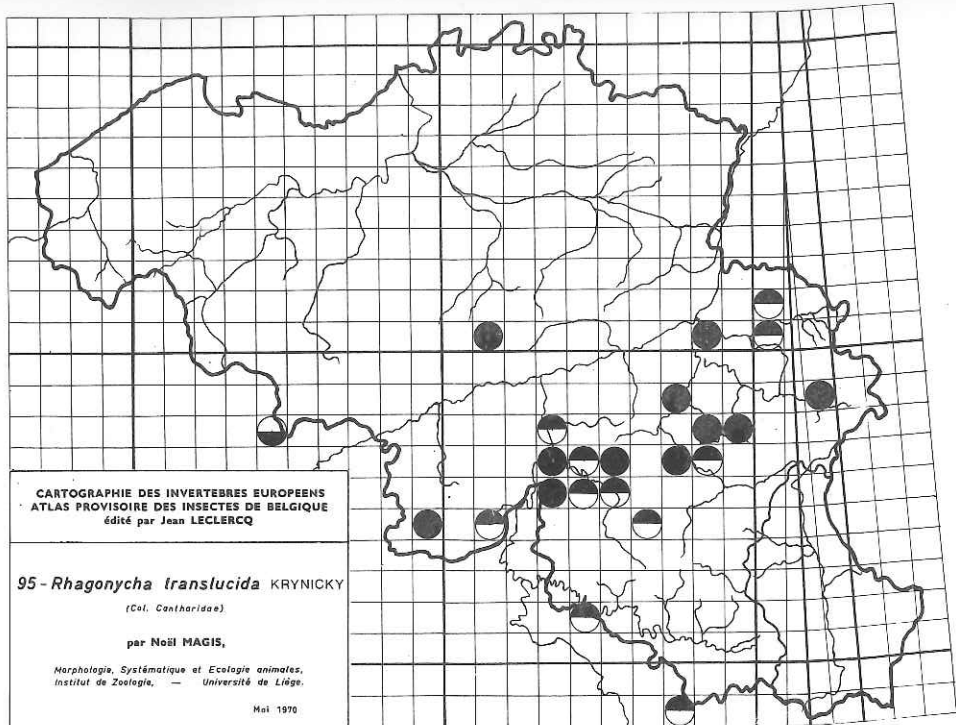 CARTOGRAPHIE DES INVERTEBRES EUROPEENS
ATLAS PROVISOIRE DES INSECTES DE BELGIQUE
édité par Jean LECLERCQ
95 - Rhagonycha translucida KRYNICKY
(Col. Cantharidae)
par Noël MAGIS,
Morphologie, Systématique et Ecologie animales,
Institut de Zoologie, — Université de Liége.
Mai 1970